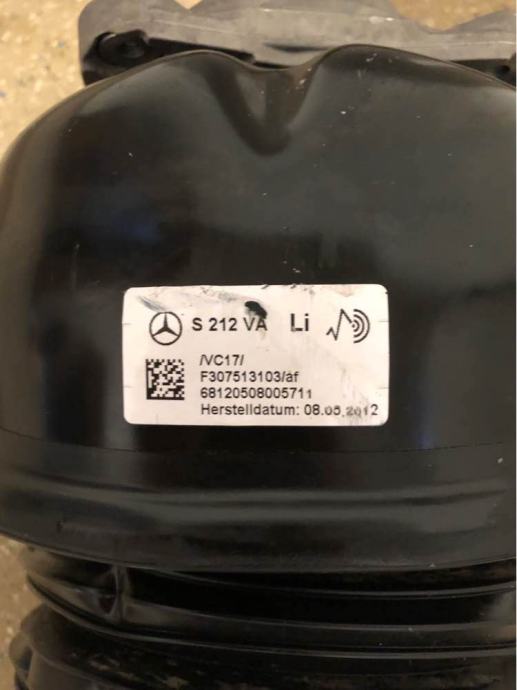 S 212 VA Li
/VC17/
F307513103/af
68120508005711
Herstelldatum: 08.05.2012